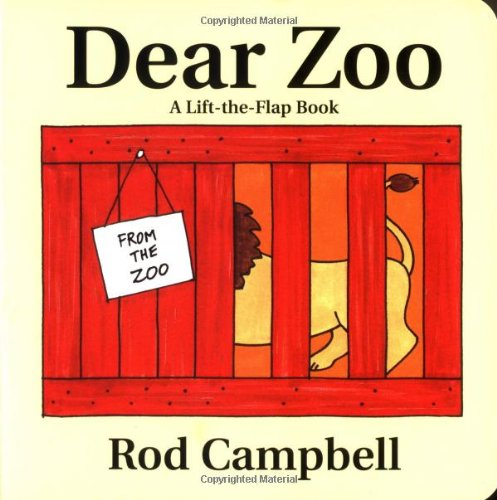 Copyrighted Material
Dear Zoo
A Lift-the-Flap Book
FROM
THE
ZOO
Rod Campbell
Copyrighted Material